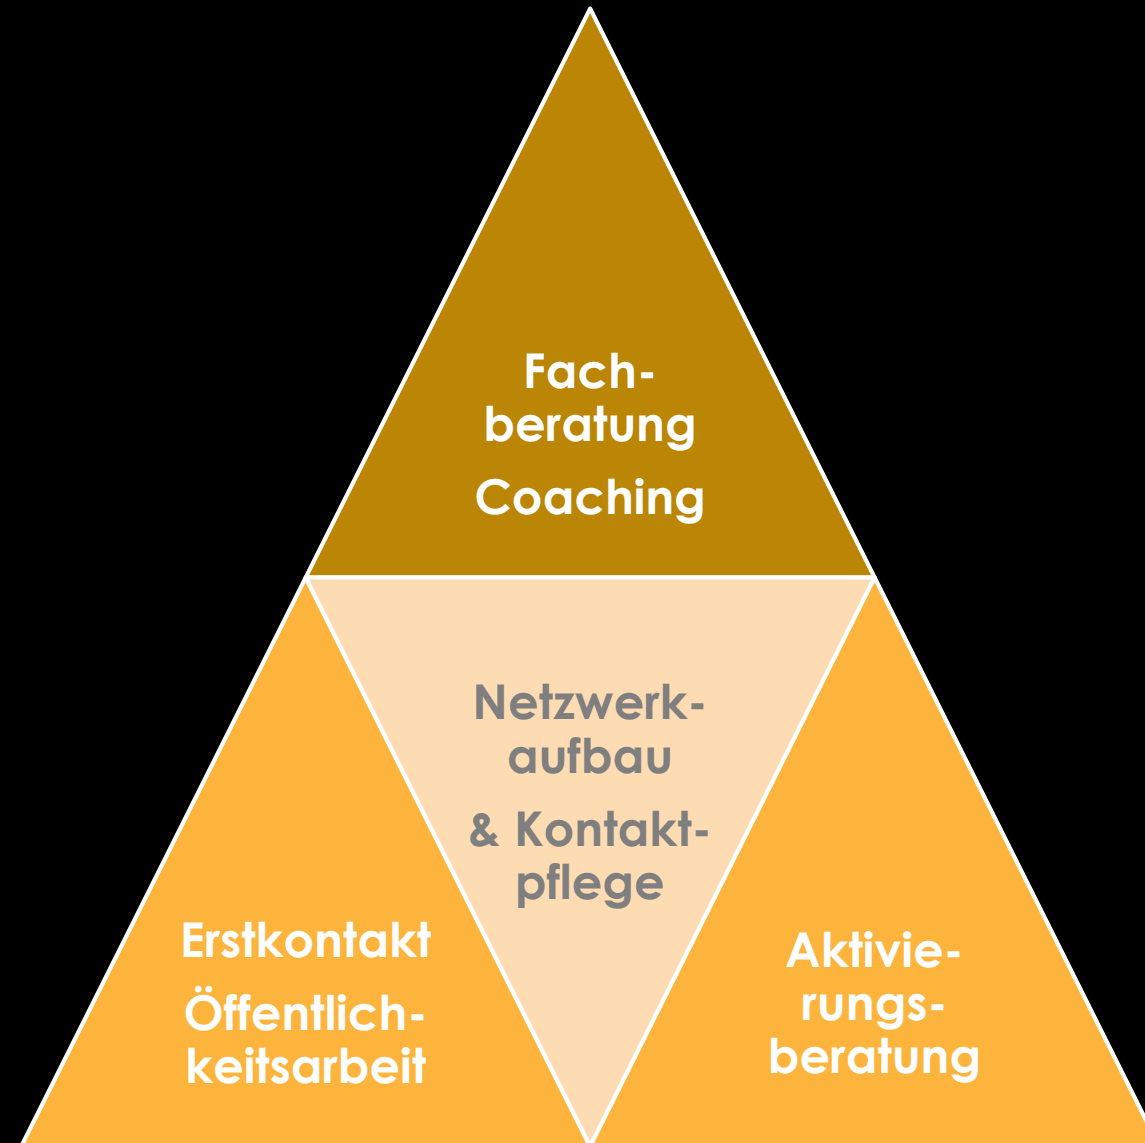 Fach-
beratung
Coaching
Netzwerk-
aufbau
& Kontakt-
pflege
Erstkontakt
Öffentlich-
keitsarbeit
Aktivie-
rungs-
beratung